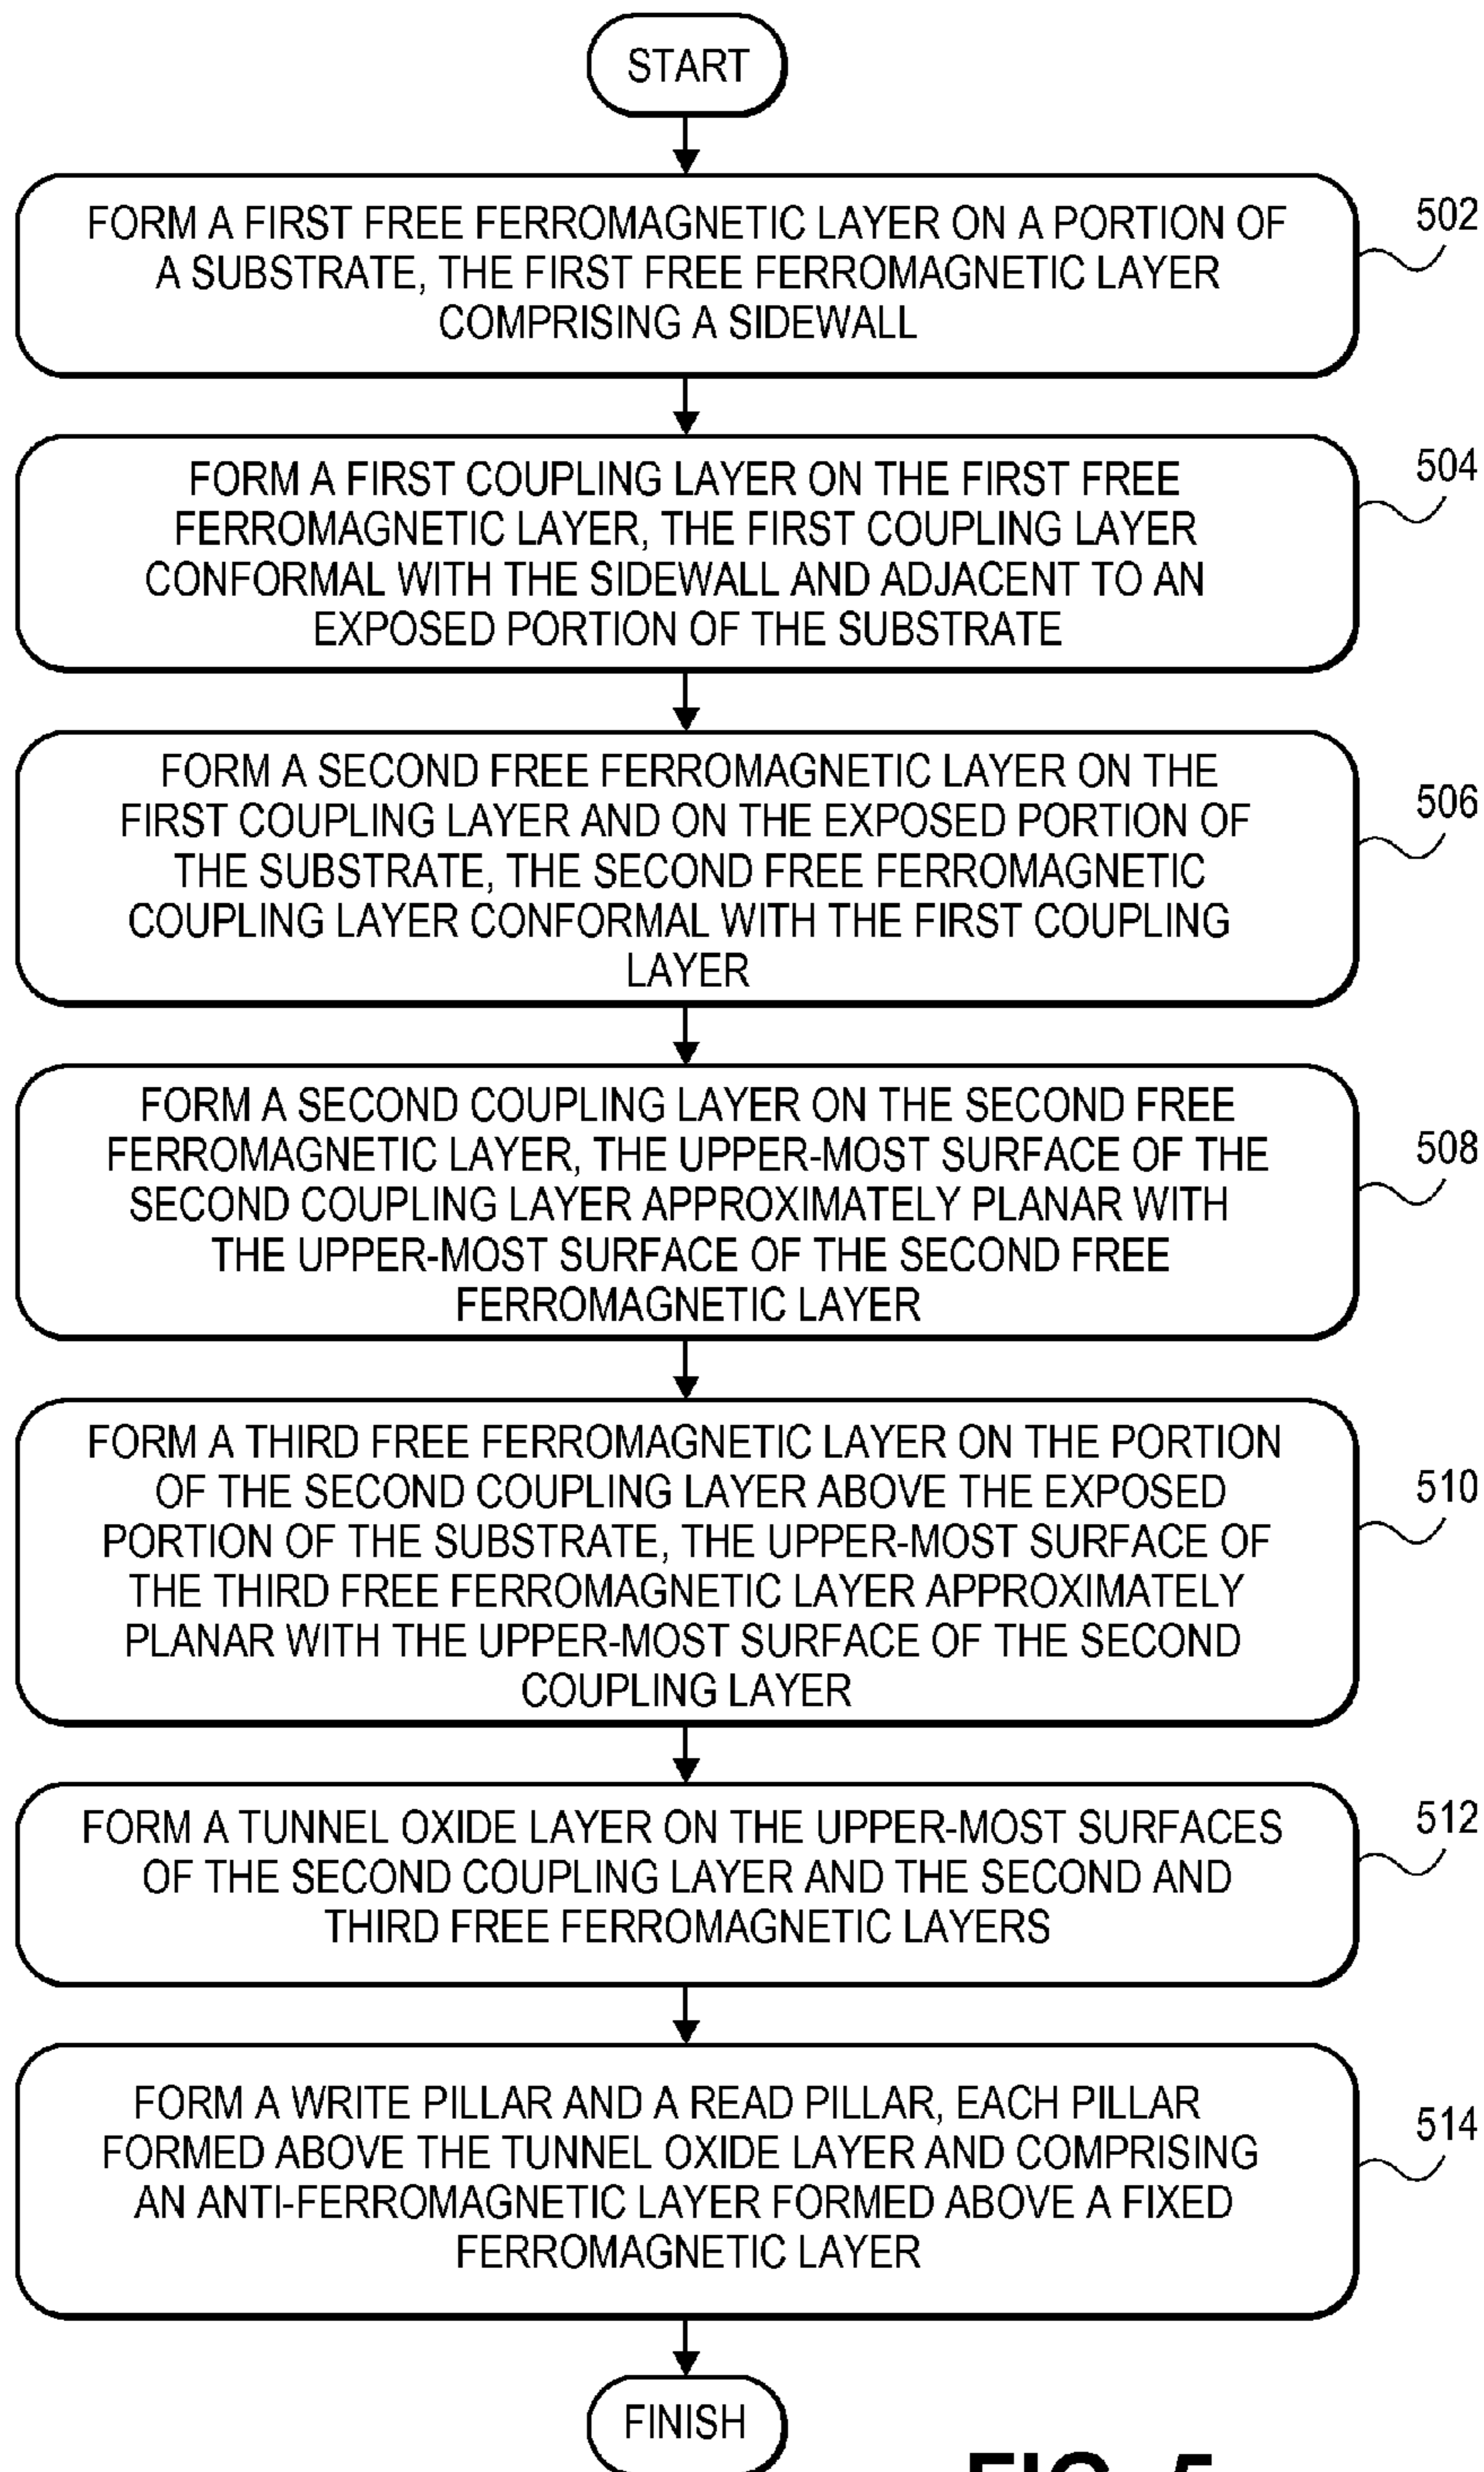 START
FORM A FIRST FREE FERROMAGNETIC LAYER ON A PORTION OF
A SUBSTRATE, THE FIRST FREE FERROMAGNETIC LAYER
COMPRISING A SIDEWALL
502
FORM A FIRST COUPLING LAYER ON THE FIRST FREE
FERROMAGNETIC LAYER, THE FIRST COUPLING LAYER
CONFORMAL WITH THE SIDEWALL AND ADJACENT TO AN
EXPOSED PORTION OF THE SUBSTRATE
504
FORM A SECOND FREE FERROMAGNETIC LAYER ON THE
FIRST COUPLING LAYER AND ON THE EXPOSED PORTION OF
THE SUBSTRATE, THE SECOND FREE FERROMAGNETIC
COUPLING LAYER CONFORMAL WITH THE FIRST COUPLING
LAYER
506
FORM A SECOND COUPLING LAYER ON THE SECOND FREE
FERROMAGNETIC LAYER, THE UPPER-MOST SURFACE OF THE
SECOND COUPLING LAYER APPROXIMATELY PLANAR WITH
THE UPPER-MOST SURFACE OF THE SECOND FREE
FERROMAGNETIC LAYER
508
FORM A THIRD FREE FERROMAGNETIC LAYER ON THE PORTION
OF THE SECOND COUPLING LAYER ABOVE THE EXPOSED
PORTION OF THE SUBSTRATE, THE UPPER-MOST SURFACE OF
THE THIRD FREE FERROMAGNETIC LAYER APPROXIMATELY
PLANAR WITH THE UPPER-MOST SURFACE OF THE SECOND
COUPLING LAYER
510
FORM A TUNNEL OXIDE LAYER ON THE UPPER-MOST SURFACES
OF THE SECOND COUPLING LAYER AND THE SECOND AND
THIRD FREE FERROMAGNETIC LAYERS
512
FORM A WRITE PILLAR AND A READ PILLAR, EACH PILLAR
FORMED ABOVE THE TUNNEL OXIDE LAYER AND COMPRISING
AN ANTI-FERROMAGNETIC LAYER FORMED ABOVE A FIXED
FERROMAGNETIC LAYER
514
FINISH
FIG. 5